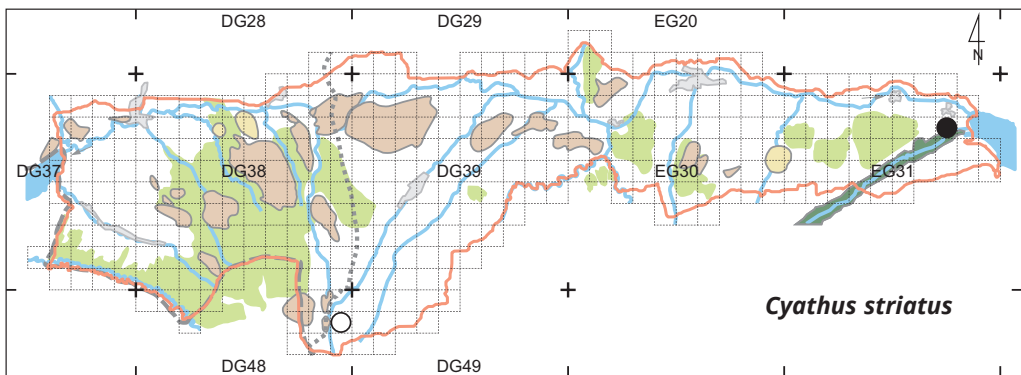 DG28 DG29 EG20
N
DG37 DG38 DG39 EG30 EG31
Cyathus striatus
DG48 DG49